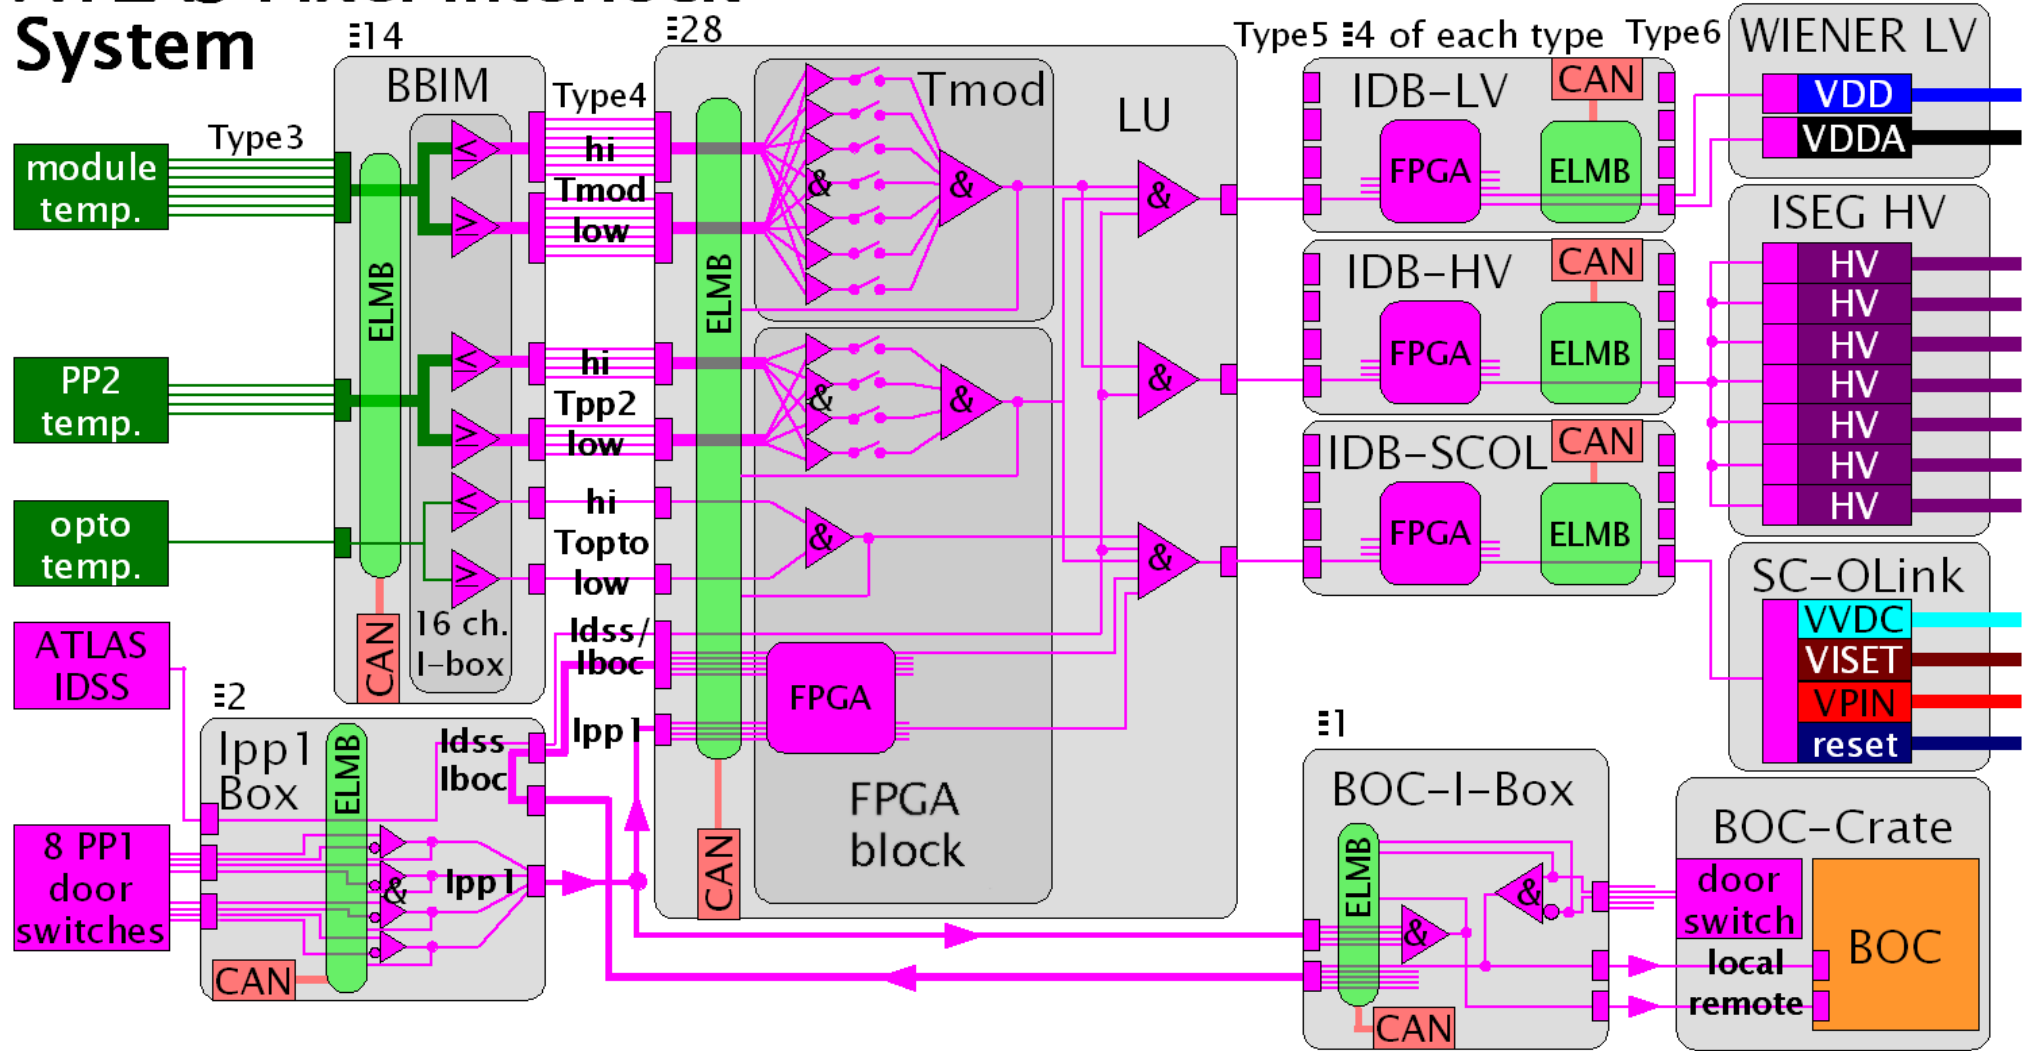 System
Ξ14
BBIM
Type3
Type4
module
temp.
PP2
temp.
opto
temp.
ATLAS
IDSS
8 PP1
door
switches
ELMB
≤
≥
≤
≥
≤
≥
16 ch.
I-box
CAN
hi
Tmod
low
hi
Tpp2
low
hi
Topto
low
Idss/
Iboc
Ipp1
Ξ2
Ipp1
Box
ELMB
Idss
Iboc
&
Ipp1
CAN
Ξ28
ELMB
Tmod
&
&
LU
&
&
&
&
&
&
FPGA
FPGA
block
CAN
Type5 Ξ4 of each type Type6
IDB-LV
CAN
FPGA
ELMB
IDB-HV
CAN
FPGA
ELMB
IDB-SCOL
CAN
FPGA
ELMB
WIENER LV
VDD
VDDA
ISEG HV
HV
HV
HV
HV
HV
HV
HV
SC-OLink
VVDC
VISET
VPIN
reset
Ξ1
BOC-I-Box
ELMB
&
&
CAN
BOC-Crate
door
switch
BOC
local
remote